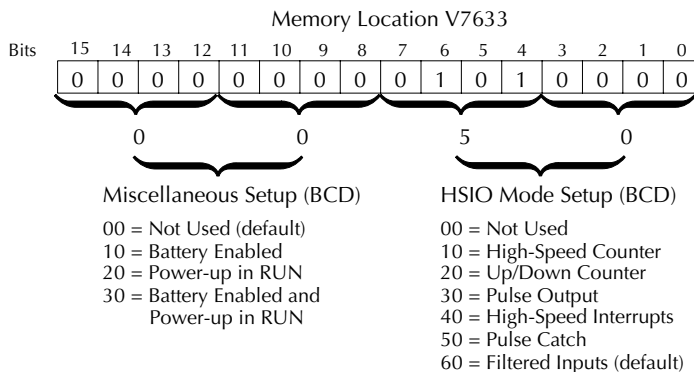 Memory Location V7633
Bits 15 14 13 12 11 10 9 8 7 6 5 4 3 2 1 0
0 0 0 0 0 0 0 0 0 1 0 1 0 0 0 0
0 0 5 0
Miscellaneous Setup (BCD)
00 = Not Used (default)
10 = Battery Enabled
20 = Power-up in RUN
30 = Battery Enabled and
Power-up in RUN
HSIO Mode Setup (BCD)
00 = Not Used
10 = High-Speed Counter
20 = Up/Down Counter
30 = Pulse Output
40 = High-Speed Interrupts
50 = Pulse Catch
60 = Filtered Inputs (default)